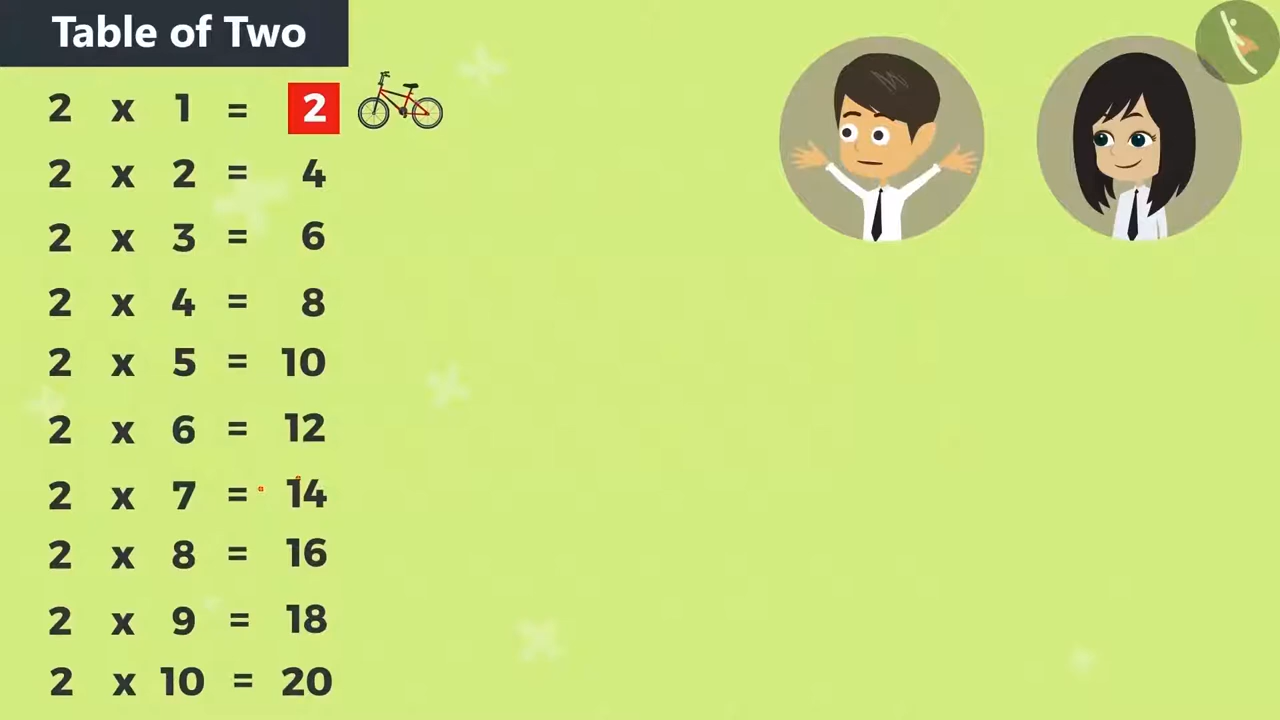 Table of Two
2 x 1 = 2
2 x 2 = 4
2 x 3 = 6
2 x 4 = 8
2 x 5 = 10
2 x 6 = 12
2 x 7 = 14
2 x 8 = 16
2 x 9 = 18
2 x 10 = 20